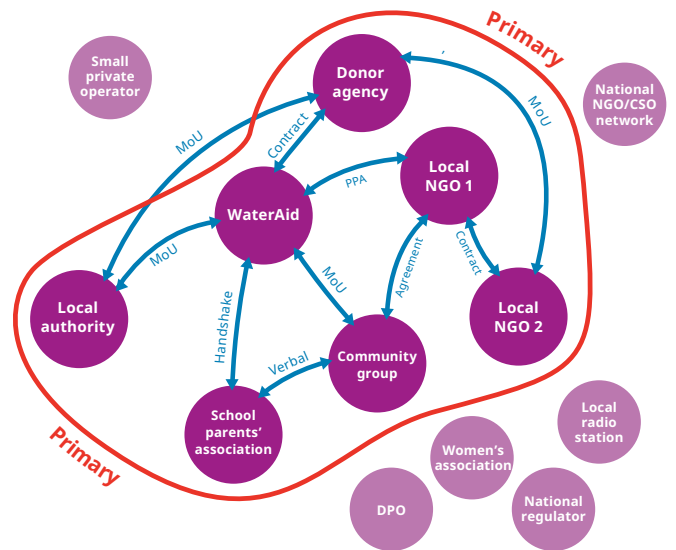 Primary
Small
private
operator
Donor
agency
National
NGO/CSO
network
MoU
Contract
MoU
Local
NGO 1
PPA
WaterAid
MoU
Contract
Agreement
MoU
Local
authority
Local
NGO 2
Handshake
Verbal
Community
group
School
parents’
association
Primary
Local
radio
station
Women’s
association
DPO
National
regulator